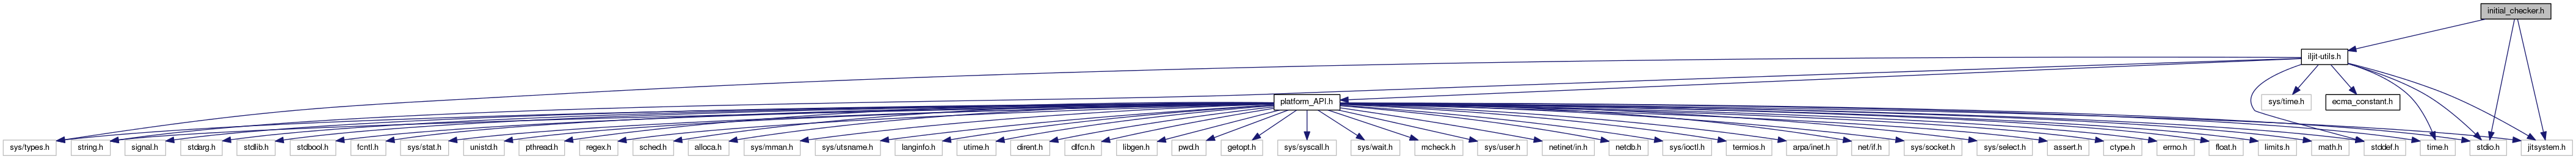 initial_checker.h
iljit-utils.h
platform_API.h
sys/time.h
ecma_constant.h
sys/types.h
string.h
signal.h
stdarg.h
stdlib.h
stdbool.h
fcntl.h
sys/stat.h
unistd.h
pthread.h
regex.h
sched.h
alloca.h
sys/mman.h
sys/utsname.h
langinfo.h
utime.h
dirent.h
dlfcn.h
libgen.h
pwd.h
getopt.h
sys/syscall.h
sys/wait.h
mcheck.h
sys/user.h
netinet/in.h
netdb.h
sys/ioctl.h
termios.h
arpa/inet.h
net/if.h
sys/socket.h
sys/select.h
assert.h
ctype.h
errno.h
float.h
limits.h
math.h
stddef.h
time.h
stdio.h
jitsystem.h